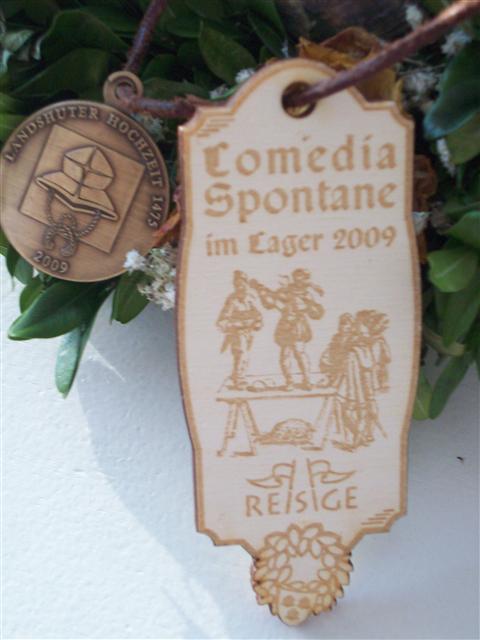 LANDSHUTER HOCHZEIT 1475
2009
Comedia
Spontane
im Lager 2009
REISIGE